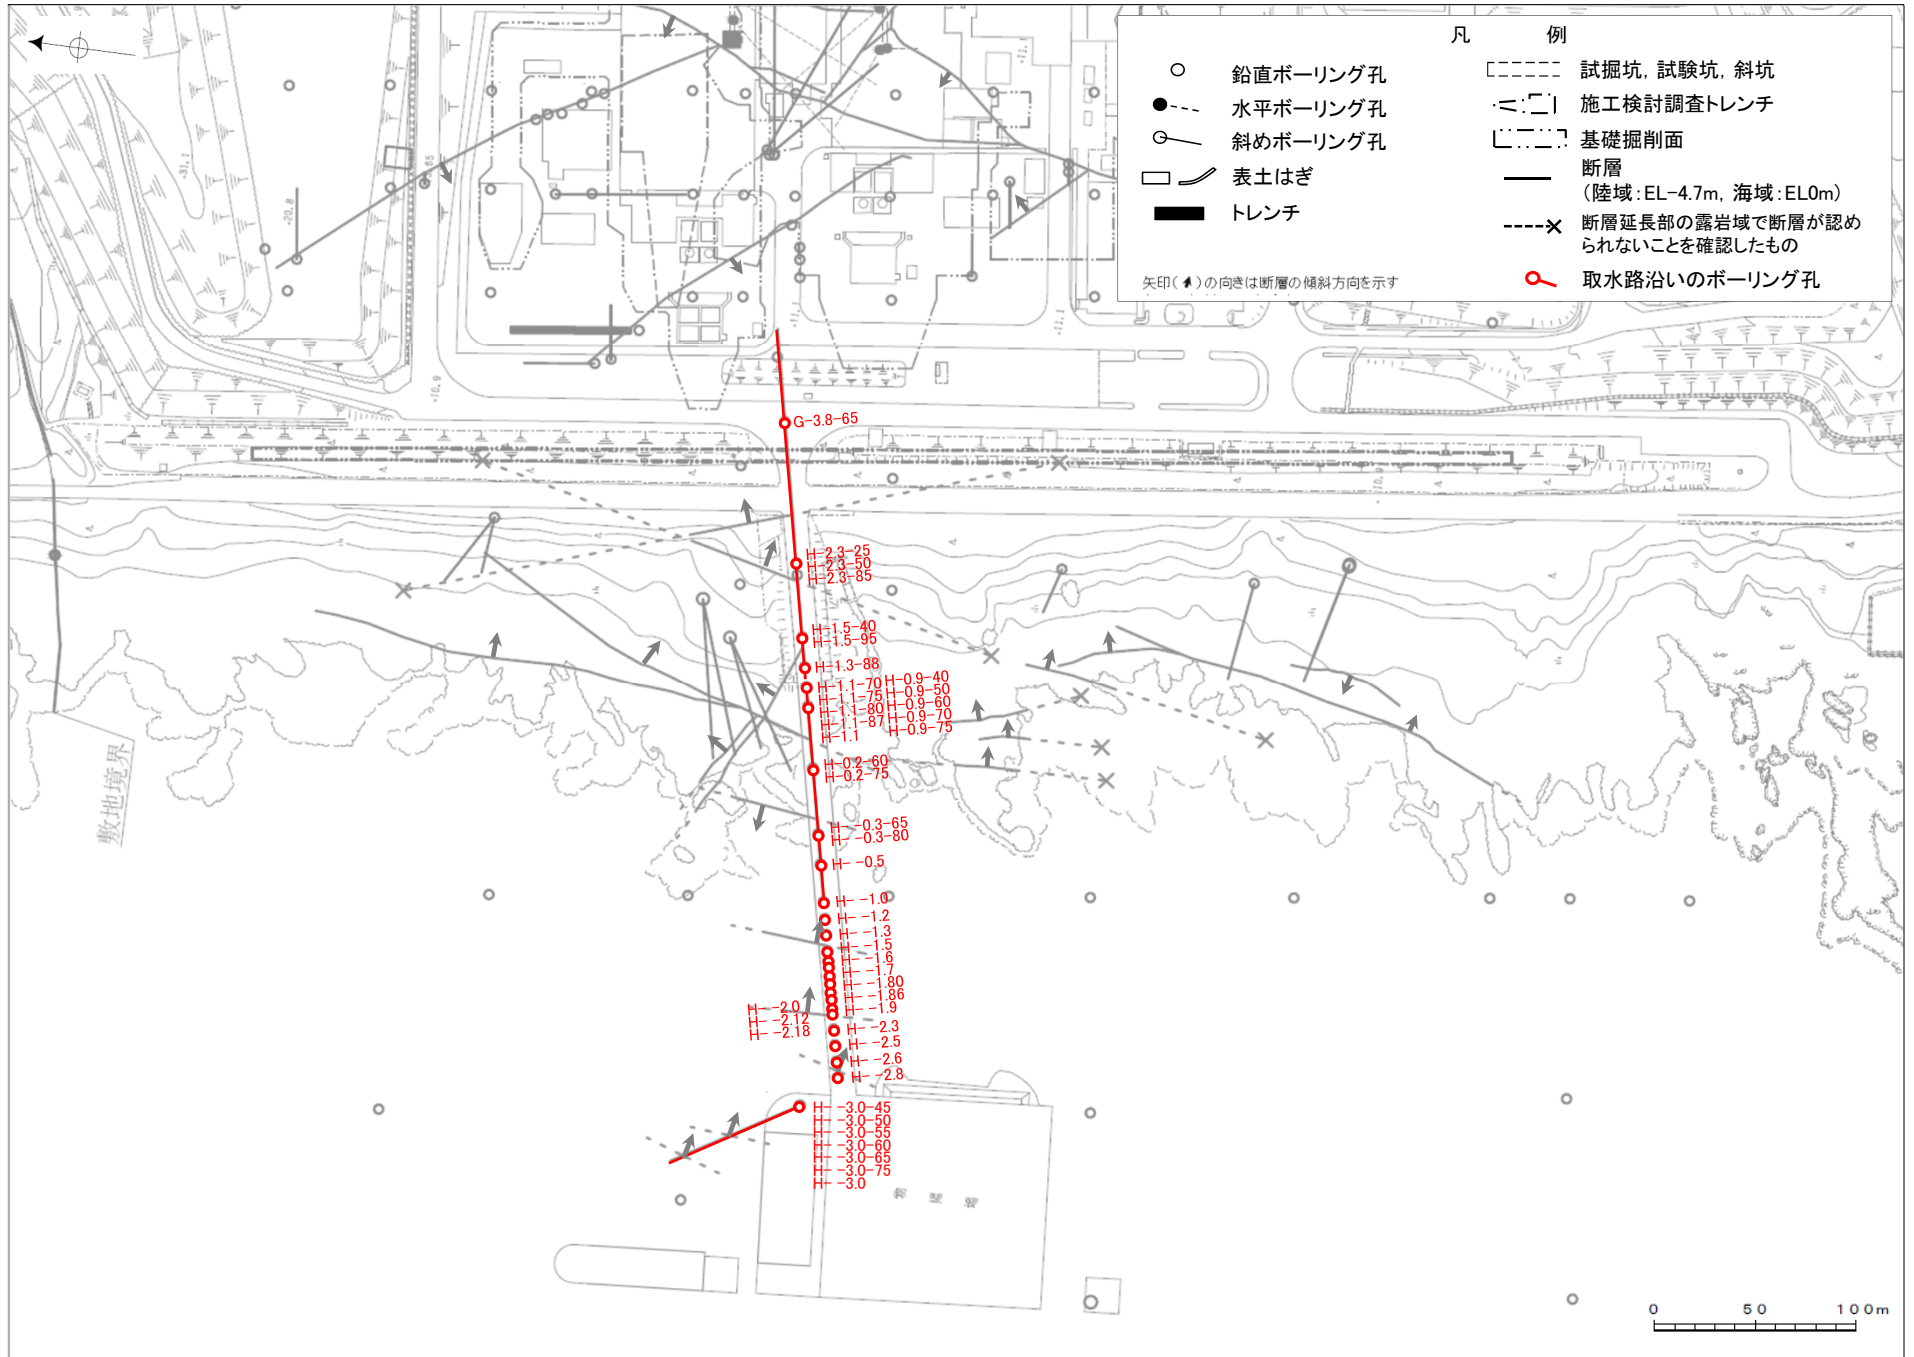 凡 例
鉛直ボーリング孔
水平ボーリング孔
斜めボーリング孔
表土はぎ
トレンチ
矢印( )の向きは断層の傾斜方向を示す
試掘坑, 試験坑, 斜坑
施工検討調査トレンチ
基礎掘削面
断層
(陸域:EL-4.7m, 海域:EL0m)
断層延長部の露岩域で断層が認め
られないことを確認したもの
取水路沿いのボーリング孔
G-3.8-65
H-2.3-25
H-2.3-50
H-2.3-85
H-1.5-40
H-1.5-95
H-1.3-88
H-1.1-70
H-1.1-75
H-1.1-80
H-1.1-87
H-1.1
H-0.9-40
H-0.9-50
H-0.9-60
H-0.9-70
H-0.9-75
H-0.2-60
H-0.2-75
H--0.3-65
H--0.3-80
H--0.5
H--1.0
H--1.2
H--1.3
H--1.5
H--1.6
H--1.7
H--1.80
H--1.86
H--1.9
H--2.0
H--2.12
H--2.18
H--2.3
H--2.5
H--2.6
H--2.8
H--3.0-45
H--3.0-50
H--3.0-55
H--3.0-60
H--3.0-65
H--3.0-75
H--3.0
敷地境界
0 50 100m